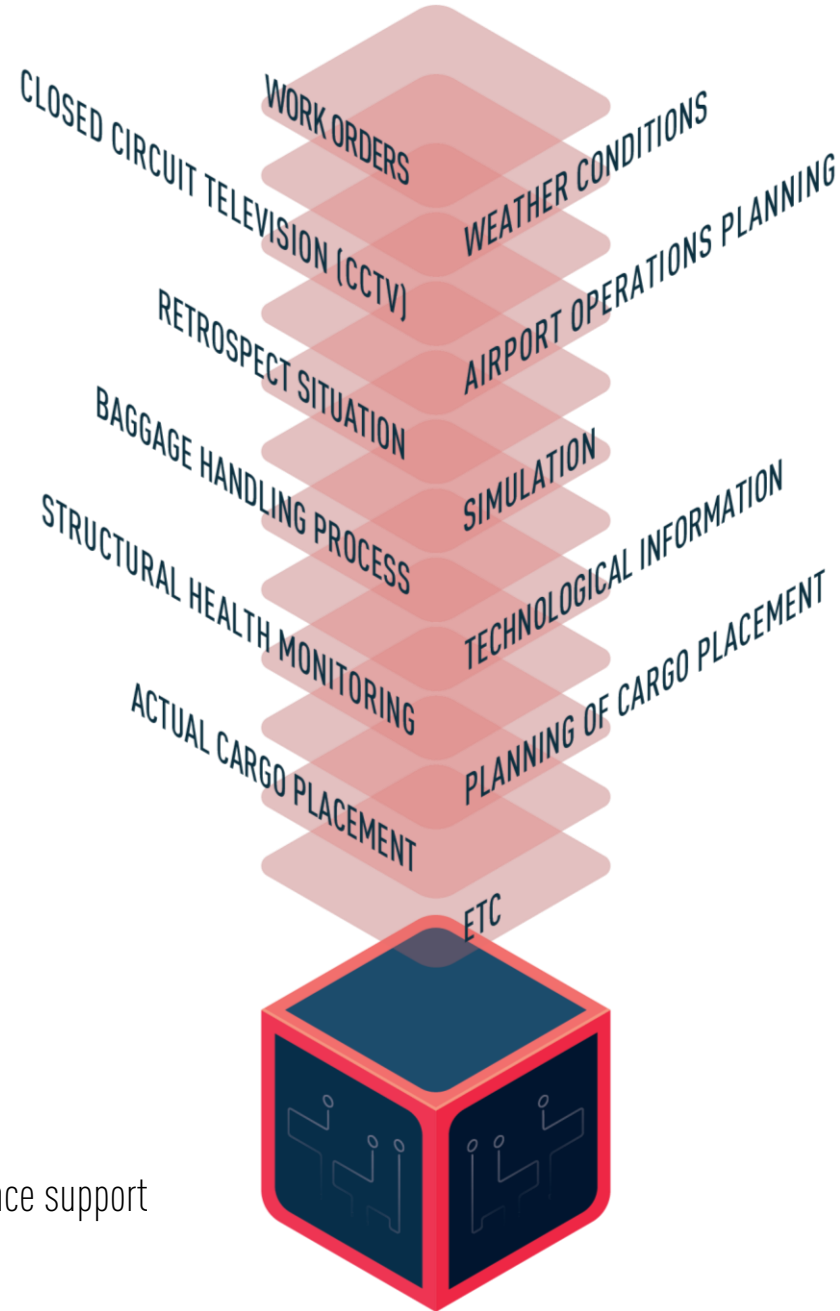 WORK ORDERS
WEATHER CONDITIONS
CLOSED CIRCUIT TELEVISION (CCTV)
AIRPORT OPERATIONS PLANNING
RETROSPECT SITUATION
SIMULATION
BAGGAGE HANDLING PROCESS
TECHNOLOGICAL INFORMATION
STRUCTURAL HEALTH MONITORING
PLANNING OF CARGO PLACEMENT
ACTUAL CARGO PLACEMENT
ETC
support